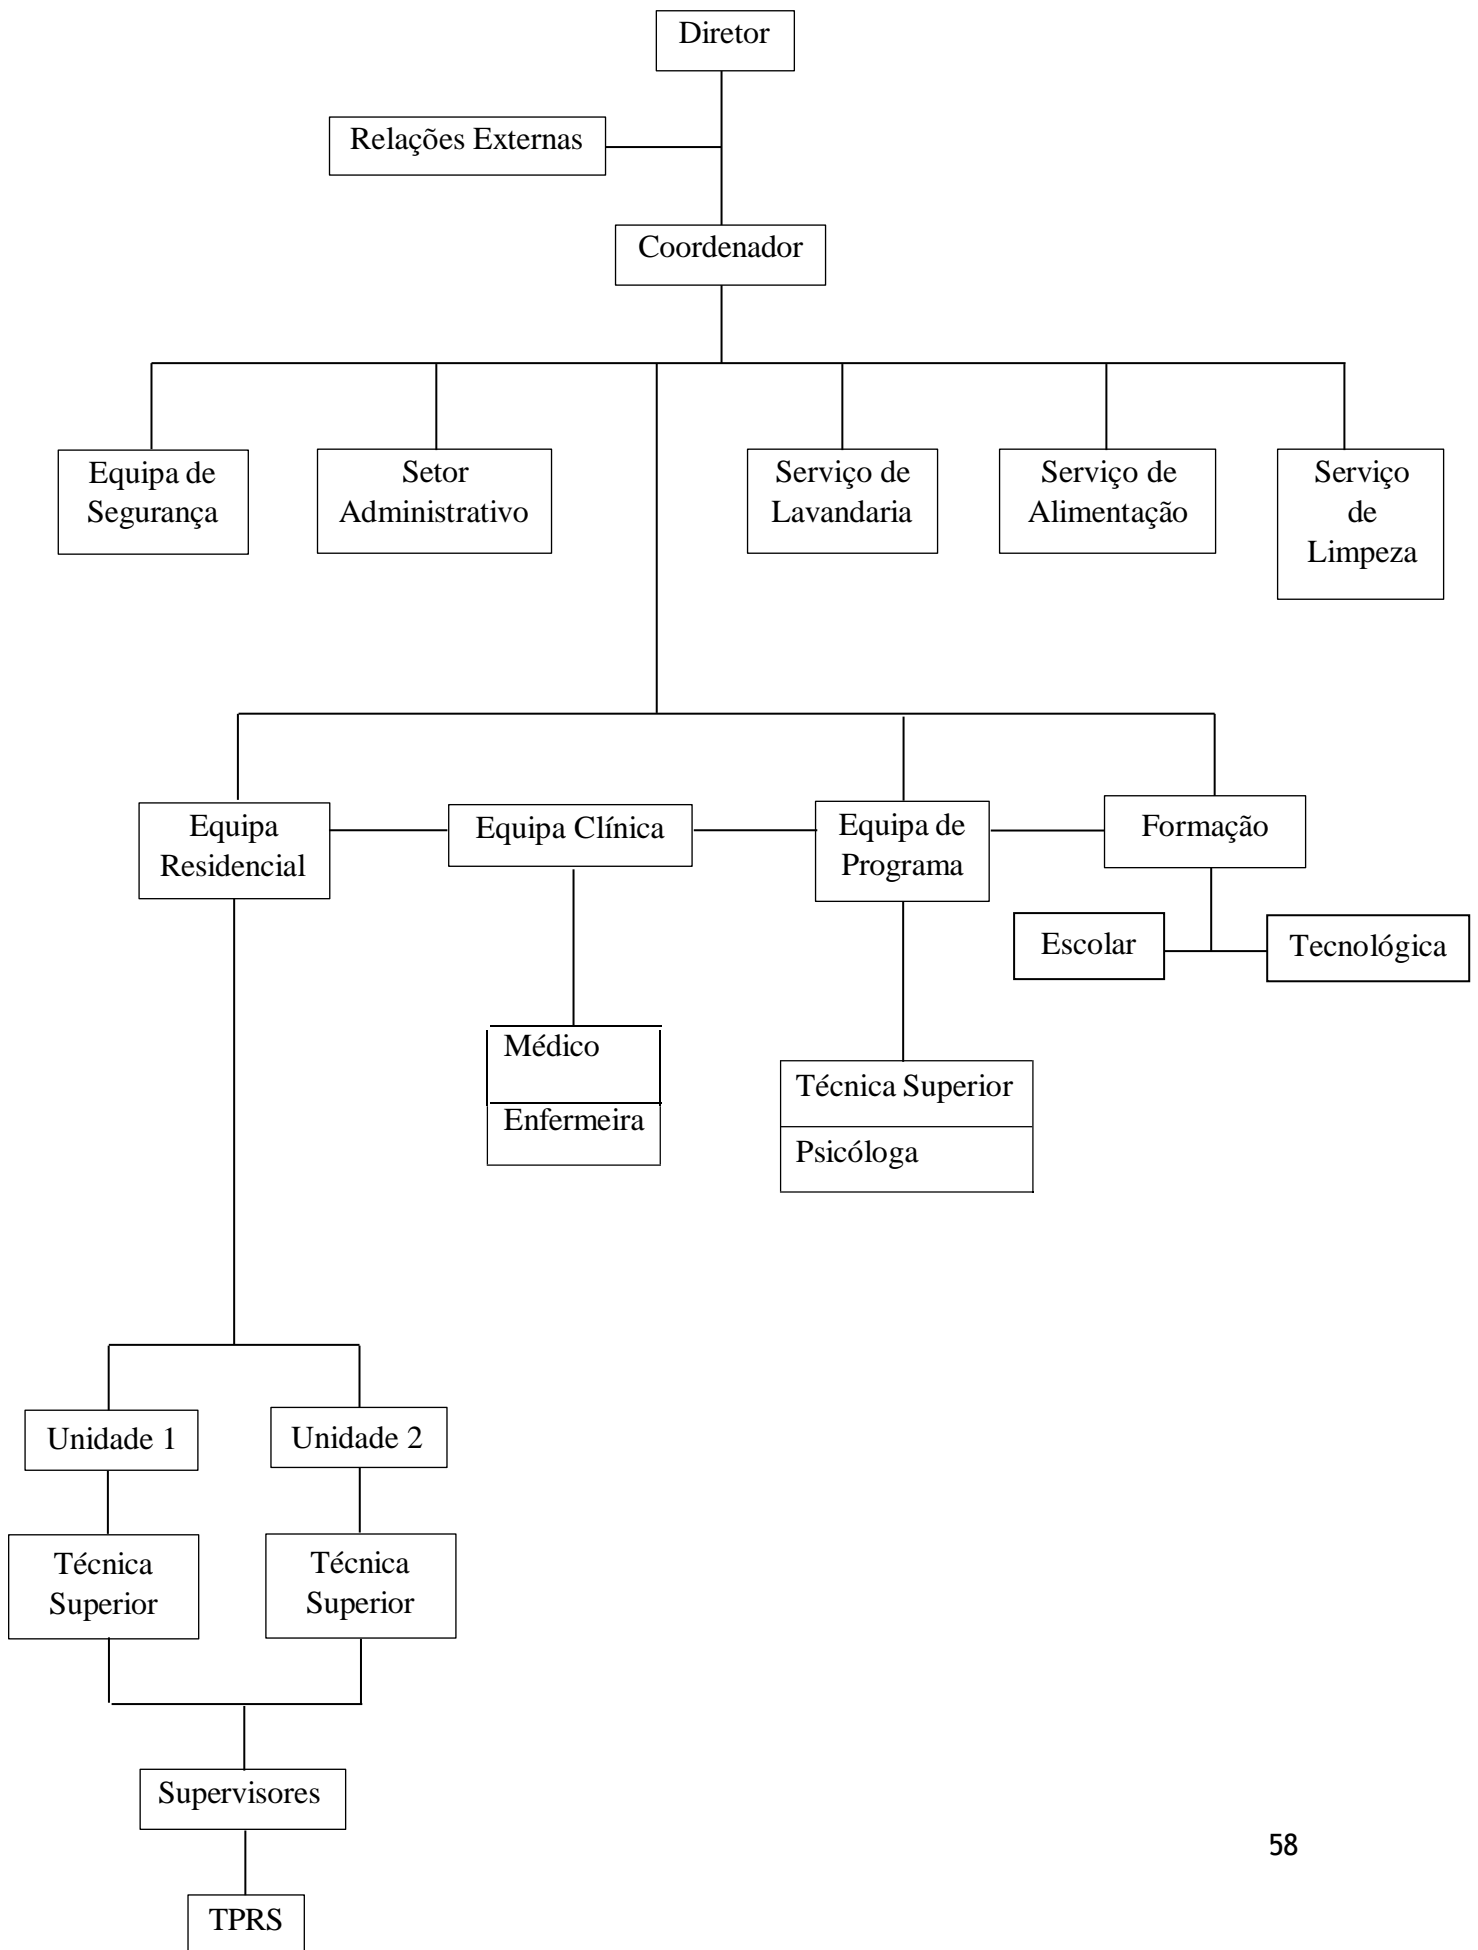 Diretor
Relações Externas
Coordenador
Equipa de
Segurança
Setor
Administrativo
Serviço de
Lavandaria
Serviço de
Alimentação
Serviço
de
Limpeza
Equipa
Residencial
Equipa Clínica
Equipa de
Programa
Formação
Escolar
Tecnológica
Médico
Enfermeira
Técnica Superior
Psicóloga
Unidade 1
Unidade 2
Técnica
Superior
Técnica
Superior
Supervisores
TPRS
58